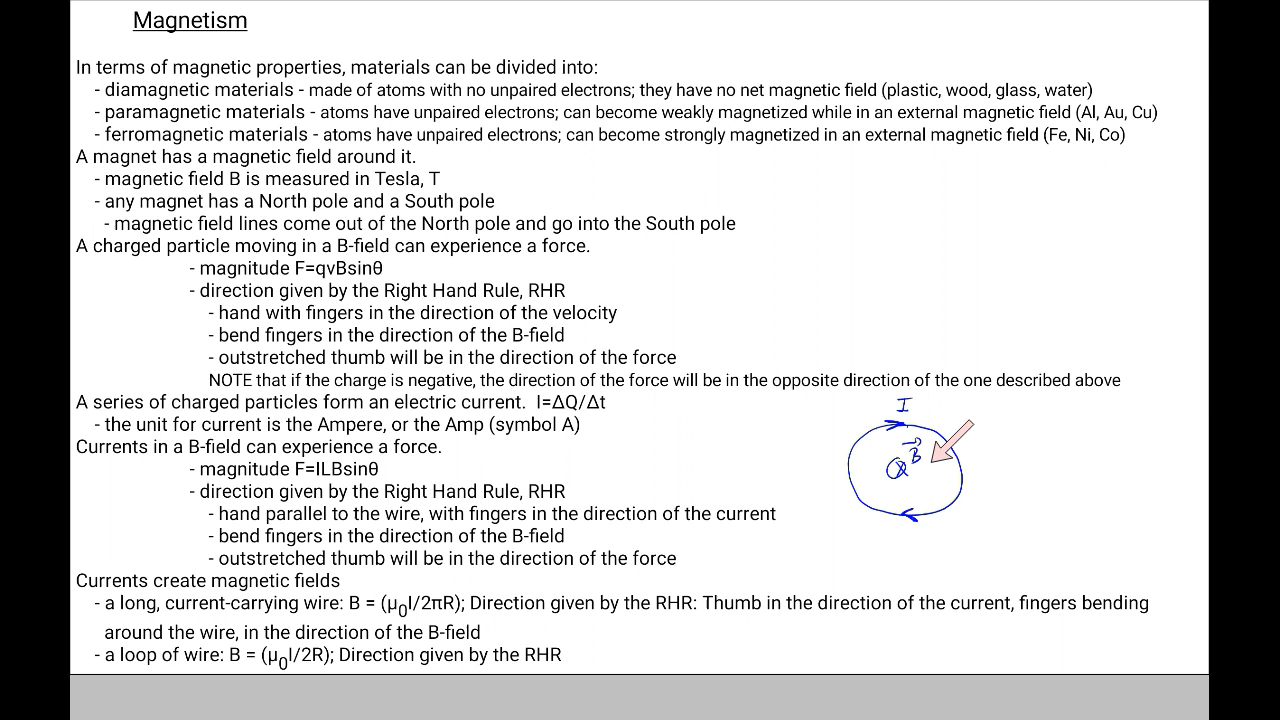 Magnetism
In terms of magnetic properties, materials can be divided into:
- diamagnetic materials - made of atoms with no unpaired electrons; they have no net magnetic field (plastic, wood, glass, water)
- paramagnetic materials - atoms have unpaired electrons; can become weakly magnetized while in an external magnetic field (Al, Au, Cu)
- ferromagnetic materials - atoms have unpaired electrons; can become strongly magnetized in an external magnetic field (Fe, Ni, Co)
A magnet has a magnetic field around it.
- magnetic field B is measured in Tesla, T
- any magnet has a North pole and a South pole
- magnetic field lines come out of the North pole and go into the South pole
A charged particle moving in a B-field can experience a force.
- magnitude F=qvBsinθ
- direction given by the Right Hand Rule, RHR
- hand with fingers in the direction of the velocity
- bend fingers in the direction of the B-field
- outstretched thumb will be in the direction of the force
NOTE that if the charge is negative, the direction of the force will be in the opposite direction of the one described above
A series of charged particles form an electric current.  I=ΔQ/Δt
- the unit for current is the Ampere, or the Amp (symbol A)
Currents in a B-field can experience a force.
- magnitude F=ILBsinθ
- direction given by the Right Hand Rule, RHR
- hand parallel to the wire, with fingers in the direction of the current
- bend fingers in the direction of the B-field
- outstretched thumb will be in the direction of the force
Currents create magnetic fields
- a long, current-carrying wire: B = (μ₀I/2πR); Direction given by the RHR: Thumb in the direction of the current, fingers bending
around the wire, in the direction of the B-field
- a loop of wire: B = (μ₀I/2R); Direction given by the RHR
I
B